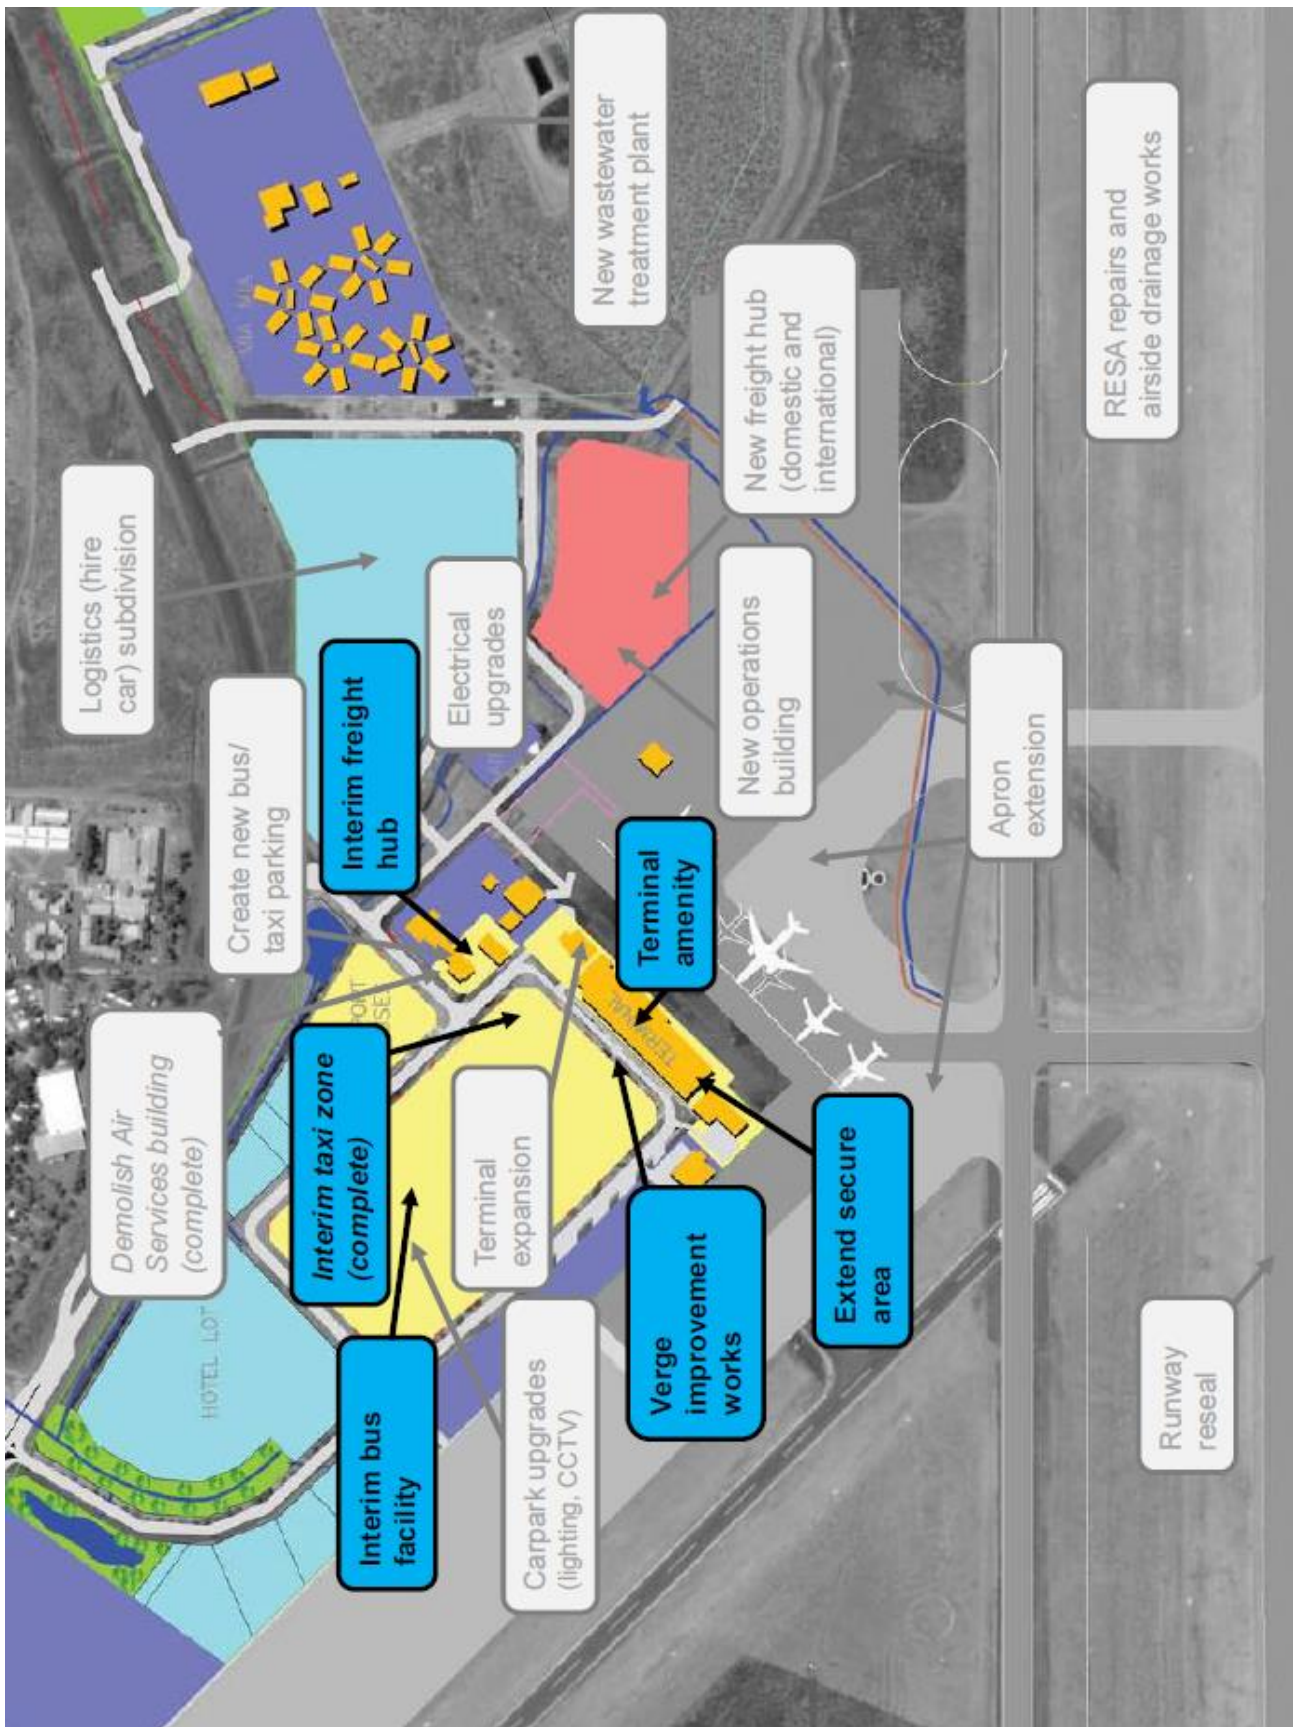 Demolish Air
Services building
(complete)
Create new bus/
taxi parking
Logistics (hire
car) subdivision
Interim taxi zone
(complete)
Interim freight
hub
Interim bus
facility
Carpark upgrades
(lighting, CCTV)
Terminal
expansion
Electrical
upgrades
New wastewater
treatment plant
Verge
improvement
works
Extend secure
area
Terminal
amenity
New operations
building
New freight hub
(domestic and
international)
Apron
extension
Runway
reseal
RESA repairs and
airside drainage works
HOTEL LOT
TERMINAL